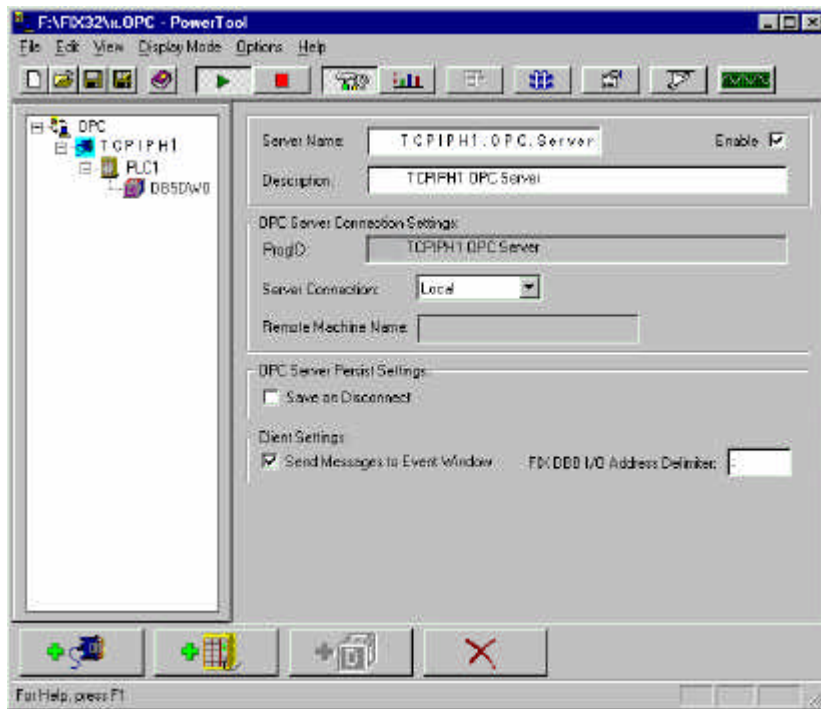 F:\FIX32\н.OPC - PowerTool
File Edit View Display Mode Options Help
OPC
TCPIPH1
PLC1
DB5DW0
Server Name: TCPIPH1.OPC.Server Enable
Description: TCPIPH1 OPC Server
OPC Server Connection Settings:
ProgID: TCPIPH1 OPC Server
Server Connection: Local
Remote Machine Name:
OPC Server Persist Settings:
Save on Disconnect
Client Settings:
Send Messages to Event Window FIX DBB I/O Address Delimiter: :
For Help, press F1